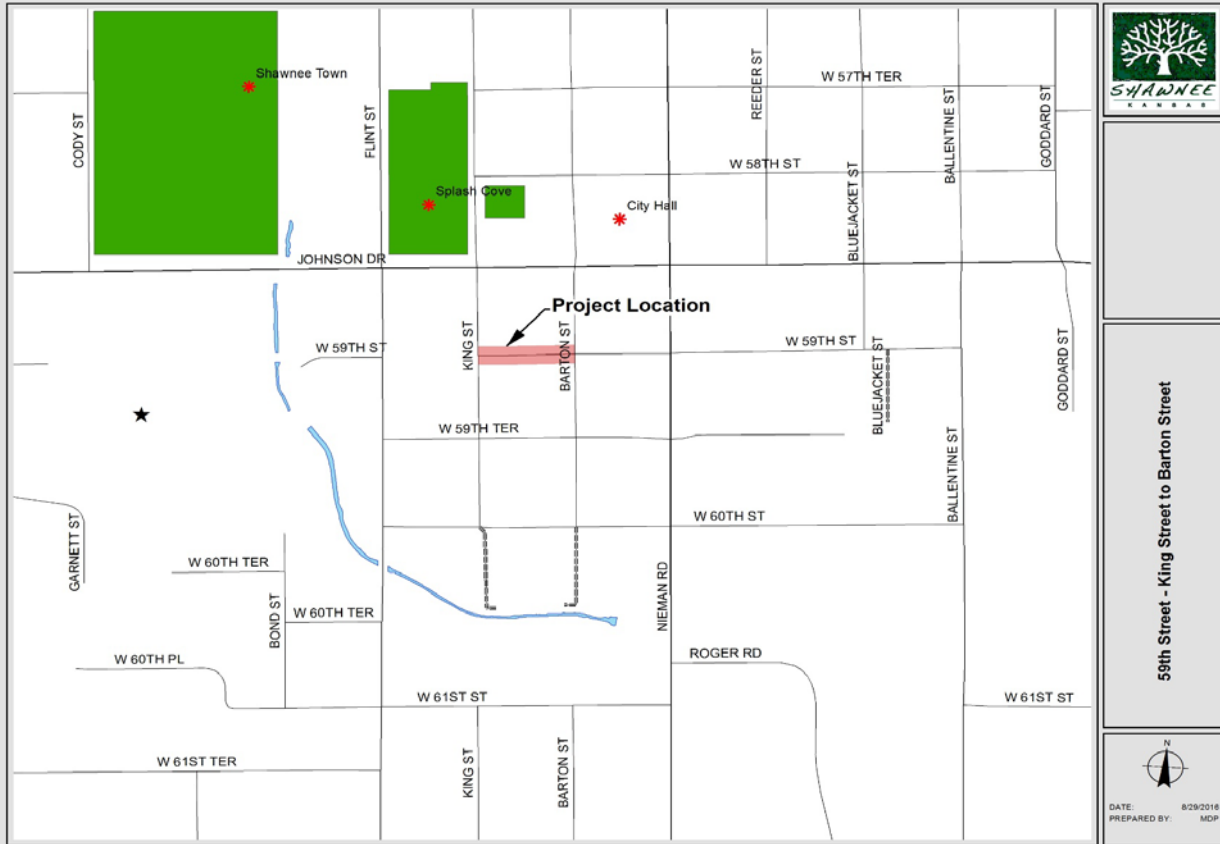 Shawnee Town
CODY ST
FLINT ST
REEDER ST
W 57TH TER
BALLENTINE ST
GODDARD ST
W 58TH ST
BLUEJACKET ST
Splash Cove
City Hall
JOHNSON DR
Project Location
KING ST
BARTON ST
W 59TH ST
W 59TH ST
BLUEJACKET ST
GODDARD ST
W 59TH TER
BALLENTINE ST
W 60TH ST
GARNETT ST
W 60TH TER
BOND ST
W 60TH TER
NIEMAN RD
W 60TH PL
ROGER RD
W 61ST ST
W 61ST ST
W 61ST TER
KING ST
BARTON ST
SHAWNEE
KANSAS
59th Street - King Street to Barton Street
N
DATE: 8/29/2016
PREPARED BY: MDP